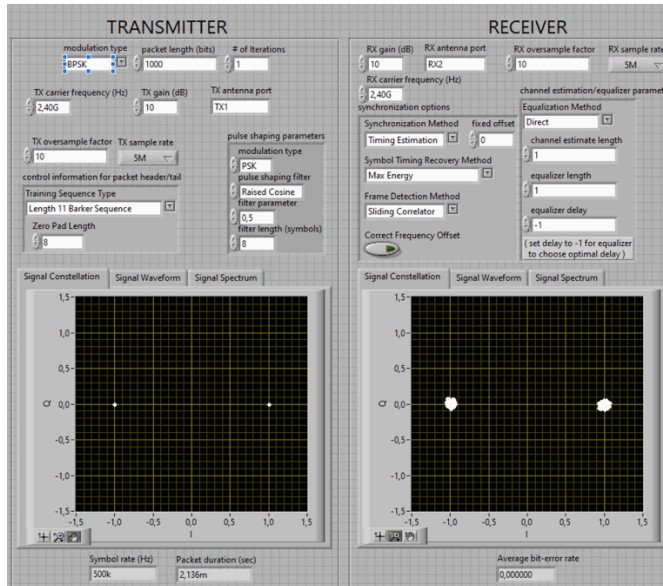 TRANSMITTER
modulation type packet length (bits) # of Iterations
BPSK 1000 1
TX carrier frequency (Hz) TX gain (dB) TX antenna port
2,40G 10 TX1
TX oversample factor TX sample rate
10 5M
pulse shaping parameters
modulation type
PSK
pulse shaping filter
Raised Cosine
filter parameter
0,5
filter length (symbols)
8
control information for packet header/tail
Training Sequence Type
Length 11 Barker Sequence
Zero Pad Length
8
Signal Constellation Signal Waveform Signal Spectrum
1,5-
1,0-
0,5-
Q 0,0-
-0,5-
-1,0-
-1,5-
-1,5 -1,0 -0,5 0,0 0,5 1,0 1,5
I
Symbol rate (Hz) Packet duration (sec)
500k 2,136m
RECEIVER
RX gain (dB) RX antenna port RX oversample factor RX sample rate
10 RX2 10 5M
RX carrier frequency (Hz)
2,40G
synchronization options
Synchronization Method fixed offset
Timing Estimation 0
Symbol Timing Recovery Method
Max Energy
Frame Detection Method
Sliding Correlator
Correct Frequency Offset
channel estimation/equalizer paramet
Equalization Method
Direct
channel estimate length
1
equalizer length
1
equalizer delay
-1
( set delay to -1 for equalizer
to choose optimal delay )
Signal Constellation Signal Waveform Signal Spectrum
1,5-
1,0-
0,5-
Q 0,0-
-0,5-
-1,0-
-1,5-
-1,5 -1,0 -0,5 0,0 0,5 1,0 1,5
I
Average bit-error rate
0,000000